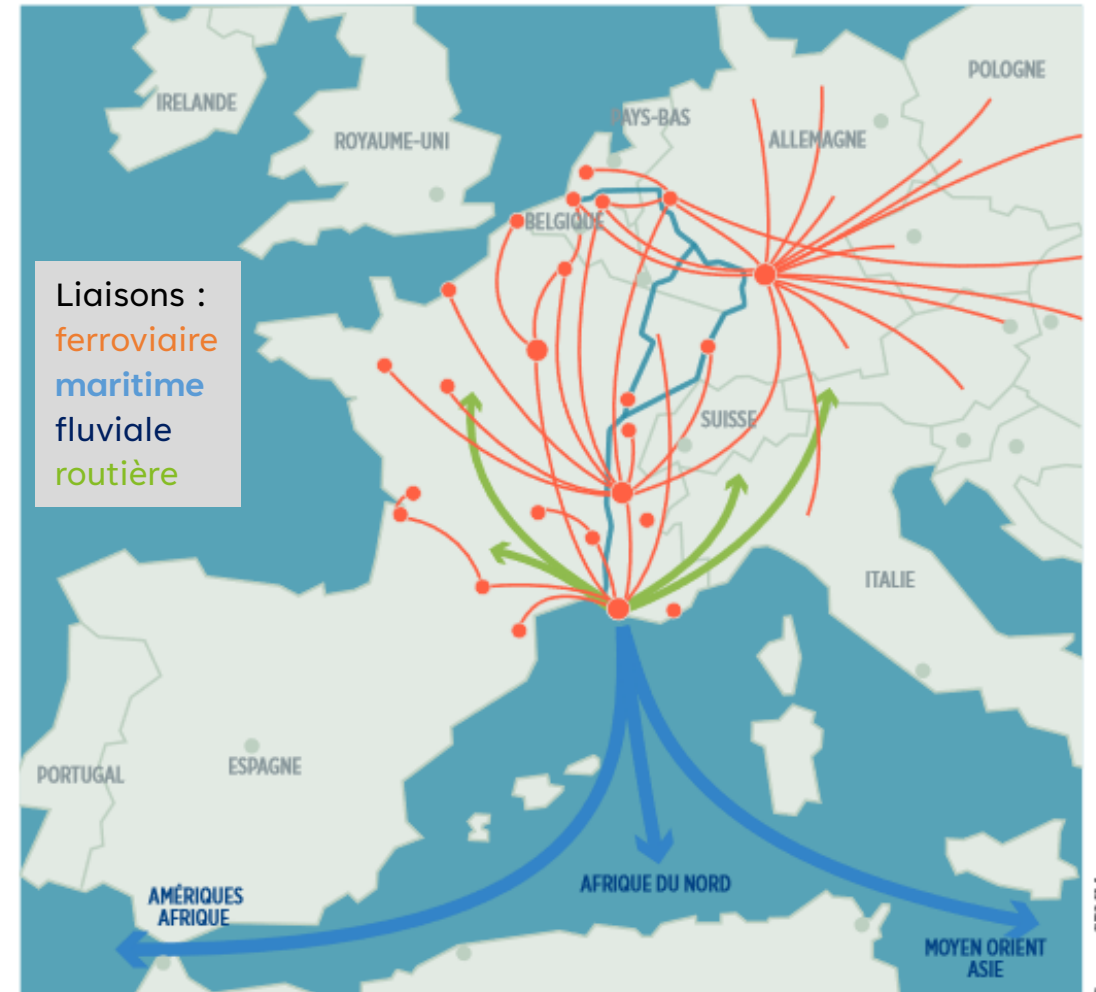 POLOGNE
IRELANDE
PAYS-BAS
ROYAUME-UNI
ALLEMAGNE
BELGIQUE
Liaisons :
ferroviaire
maritime
fluviale
routière
SUISSE
ITALIE
PORTUGAL
ESPAGNE
AFRIQUE DU NORD
AMÉRIQUES
AFRIQUE
MOYEN ORIENT
ASIE